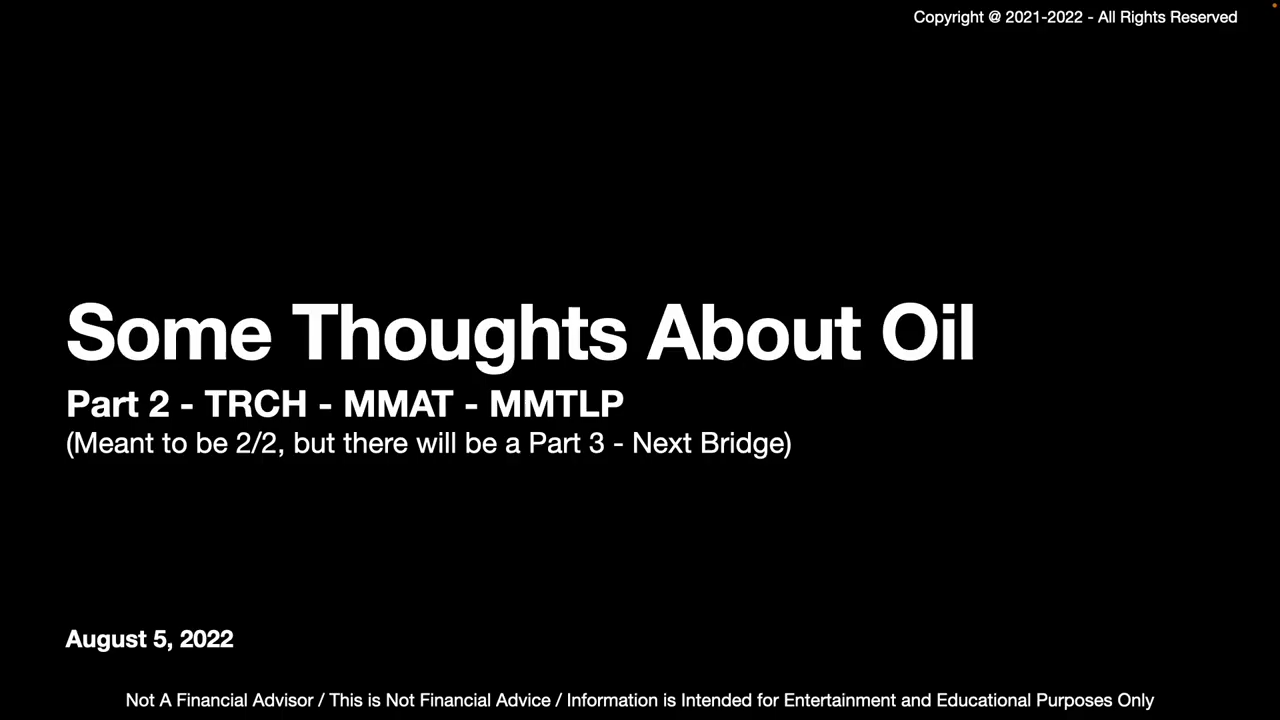 Copyright @ 2021-2022 - All Rights Reserved
Some Thoughts About Oil
Part 2 - TRCH - MMAT - MMTLP
(Meant to be 2/2, but there will be a Part 3 - Next Bridge)
August 5, 2022
Not A Financial Advisor / This is Not Financial Advice / Information is Intended for Entertainment and Educational Purposes Only